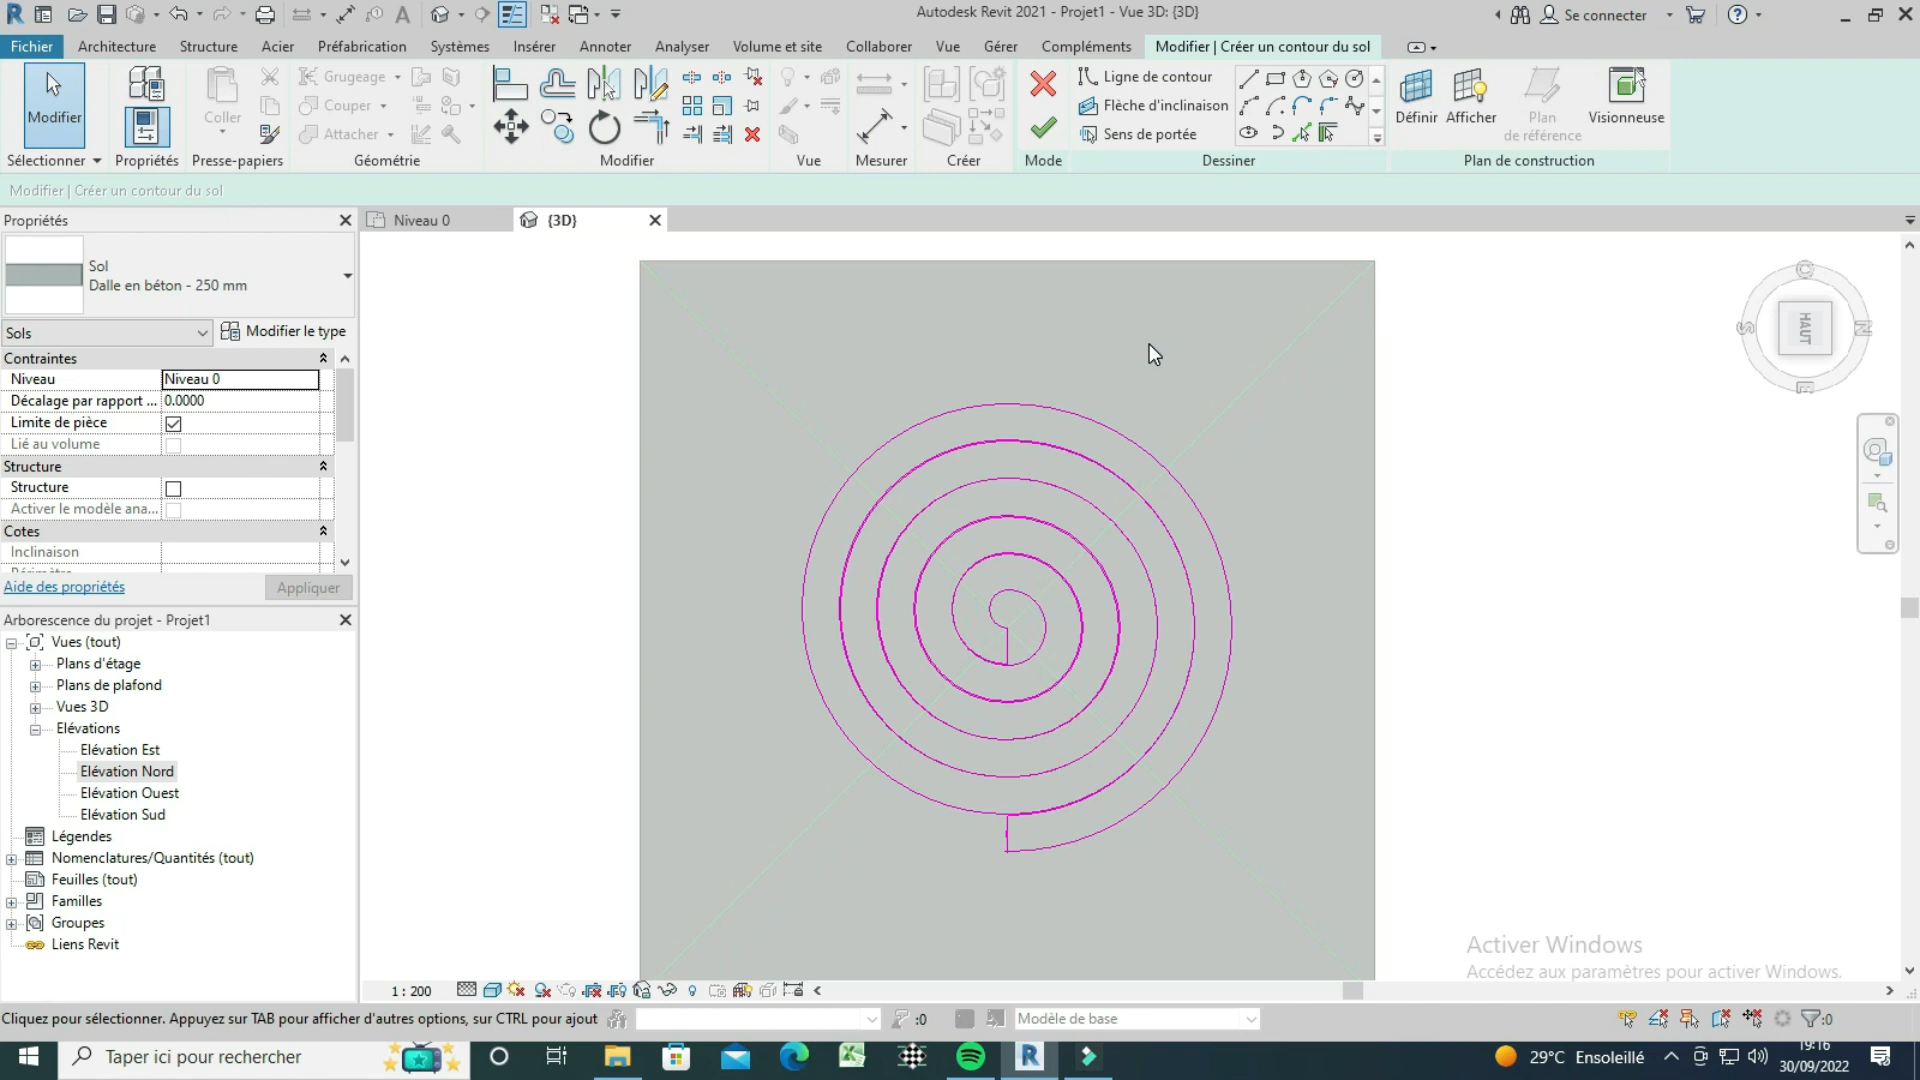 Autodesk Revit 2021 - Projet1 - Vue 3D: {3D}
Se connecter
Fichier
Architecture
Structure
Acier
Préfabrication
Systèmes
Insérer
Annoter
Analyser
Volume et site
Collaborer
Vue
Gérer
Compléments
Modifier | Créer un contour du sol
Modifier
Coller
Grugeage
Couper
Attacher
Ligne de contour
Flèche d'inclinaison
Sens de portée
Définir
Afficher
Plan
de référence
Visionneuse
Sélectionner
Propriétés
Presse-papiers
Géométrie
Modifier
Vue
Mesurer
Créer
Mode
Dessiner
Plan de construction
Modifier | Créer un contour du sol
Propriétés
Niveau 0
{3D}
Sol
Dalle en béton - 250 mm
Sols
Modifier le type
Contraintes
Niveau
Niveau 0
Décalage par rapport ...
0.0000
Limite de pièce
Lié au volume
Structure
Structure
Activer le modèle ana...
Cotes
Inclinaison
Aide des propriétés
Appliquer
HAUT
S
N
Arborescence du projet - Projet1
Vues (tout)
Plans d'étage
Plans de plafond
Vues 3D
Elévations
Elévation Est
Elévation Nord
Elévation Ouest
Elévation Sud
Légendes
Nomenclatures/Quantités (tout)
Feuilles (tout)
Familles
Groupes
Liens Revit
Activer Windows
Accédez aux paramètres pour activer Windows.
1 : 200
Cliquez pour sélectionner. Appuyez sur TAB pour afficher d'autres options, sur CTRL pour ajout
:0
Modèle de base
:0
Taper ici pour rechercher
29°C Ensoleillé
19:16
30/09/2022